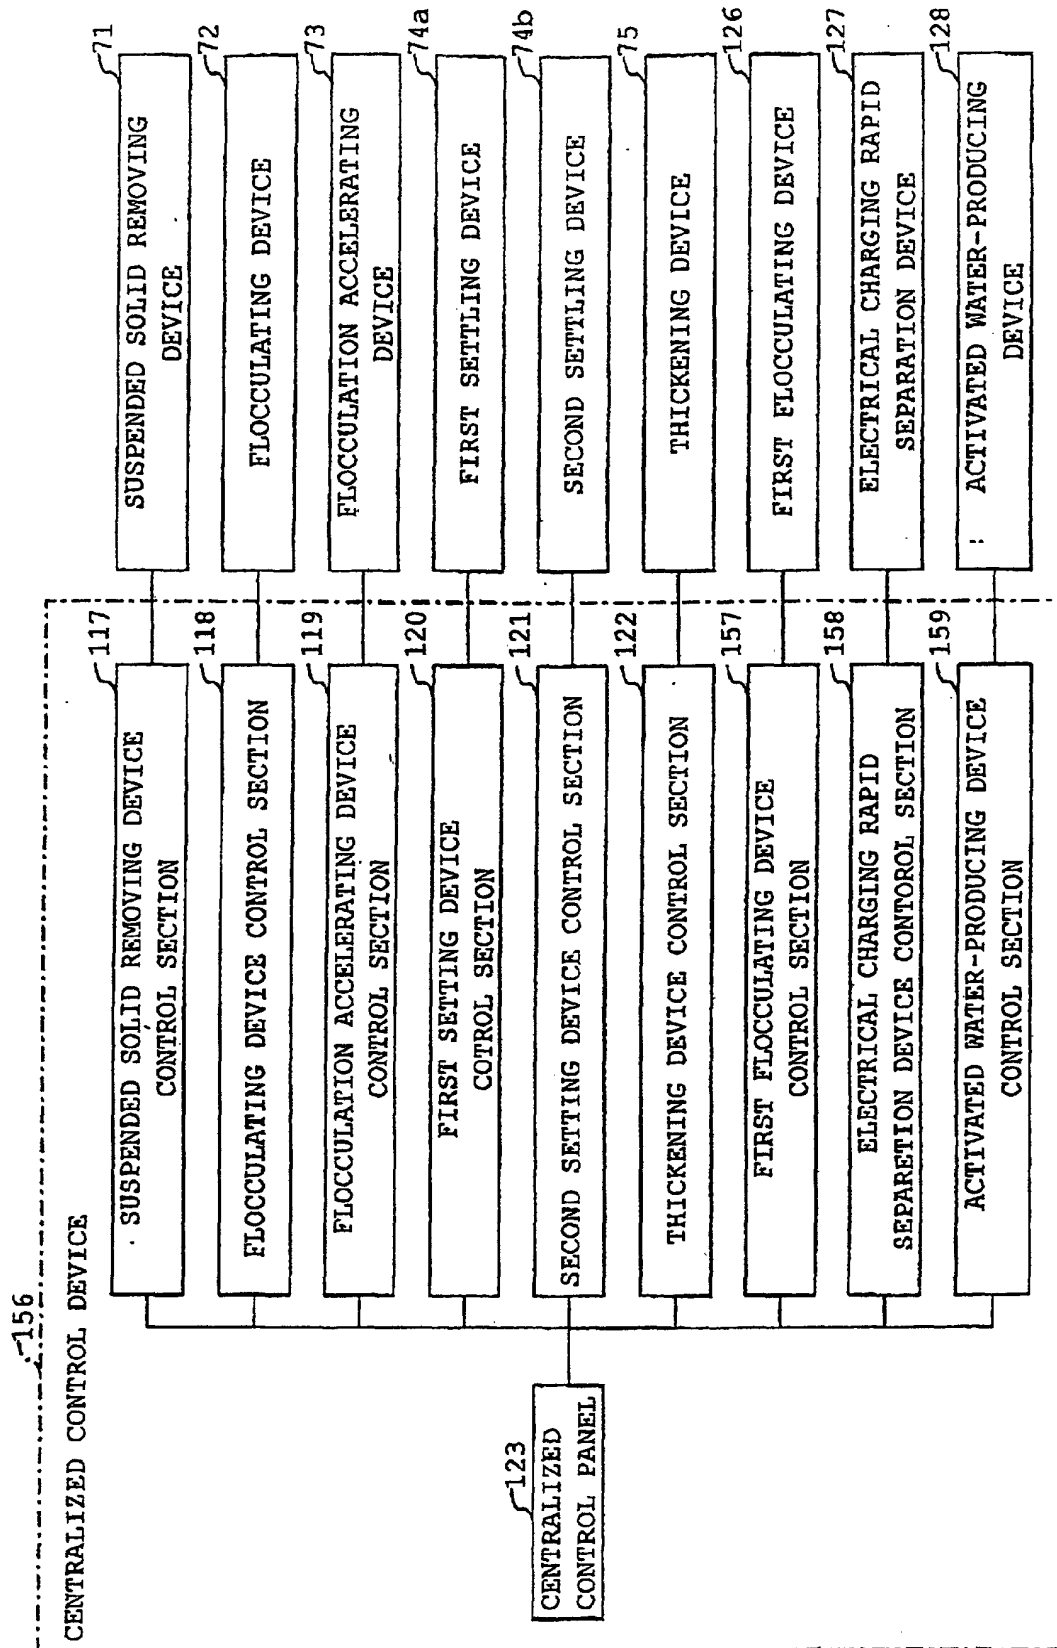 156
CENTRALIZED CONTROL DEVICE
123
CENTRALIZED
CONTROL PANEL
117
SUSPENDED SOLID REMOVING DEVICE
CONTROL SECTION
118
FLOCCULATING DEVICE CONTROL SECTION
119
FLOCCULATION ACCELERATING DEVICE
CONTROL SECTION
120
FIRST SETTING DEVICE
COTROL SECTION
121
SECOND SETTING DEVICE CONTROL SECTION
122
THICKENING DEVICE CONTROL SECTION
157
FIRST FLOCCULATING DEVICE
CONTROL SECTION
158
ELECTRICAL CHARGING RAPID
SEPARETION DEVICE CONTOROL SECTION
159
ACTIVATED WATER-PRODUCING DEVICE
CONTROL SECTION
71
SUSPENDED SOLID REMOVING
DEVICE
72
FLOCCULATING DEVICE
73
FLOCCULATION ACCELERATING
DEVICE
74a
FIRST SETTLING DEVICE
74b
SECOND SETTLING DEVICE
75
THICKENING DEVICE
126
FIRST FLOCCULATING DEVICE
127
ELECTRICAL CHARGING RAPID
SEPARATION DEVICE
128
ACTIVATED WATER-PRODUCING
DEVICE